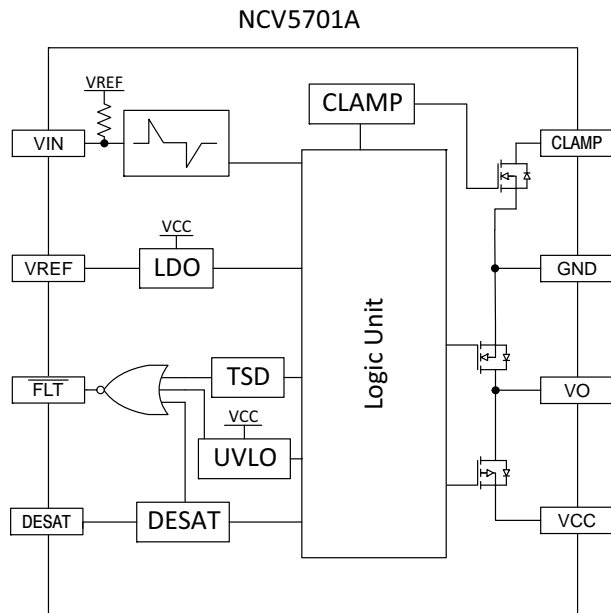 NCV5701A
VREF
CLAMP
VIN
CLAMP
VCC
VREF
LDO
GND
Logic Unit
FLT
TSD
VO
VCC
UVLO
DESAT
DESAT
VCC